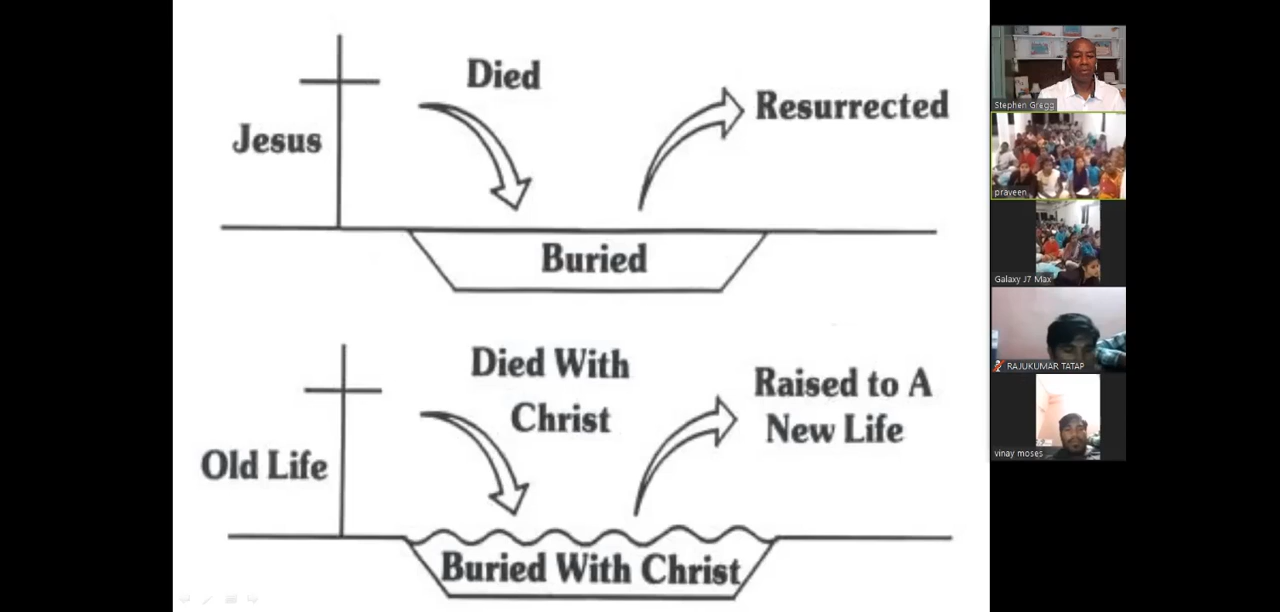 Died
Jesus
Resurrected
Buried
Died With
Christ
Raised to A
New Life
Old Life
Buried With Christ
Stephen Gregg
praveen
Galaxy J7 Max
RAJUKUMAR TATAP
vinay moses